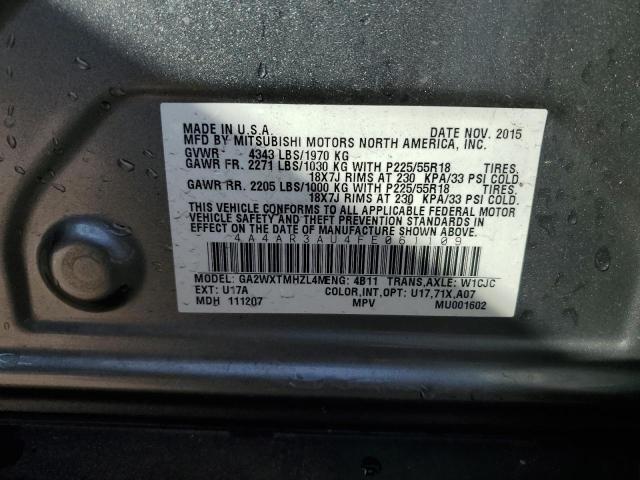 MADE IN U.S.A. DATE NOV. 2015
MFD BY MITSUBISHI MOTORS NORTH AMERICA, INC.
GVWR 4343 LBS/1970 KG
GAWR FR. 2271 LBS/1030 KG WITH P225/55R18 TIRES.
18X7J RIMS AT 230 KPA/33 PSI COLD.
GAWR RR. 2205 LBS/1000 KG WITH P225/55R18 TIRES.
18X7J RIMS AT 230 KPA/33 PSI COLD.
THIS VEHICLE CONFORMS TO ALL APPLICABLE FEDERAL MOTOR
VEHICLE SAFETY AND THEFT PREVENTION STANDARDS IN
EFFECT ON THE DATE OF MANUFACTURE SHOWN ABOVE.
4A4AR3AU4FE061109
MODEL: GA2WXTMHZL4M ENG: 4B11 TRANS,AXLE: W1CJC
EXT: U17A COLOR,INT,OPT: U17,71X,A07
MDH 111207 MPV MU001602